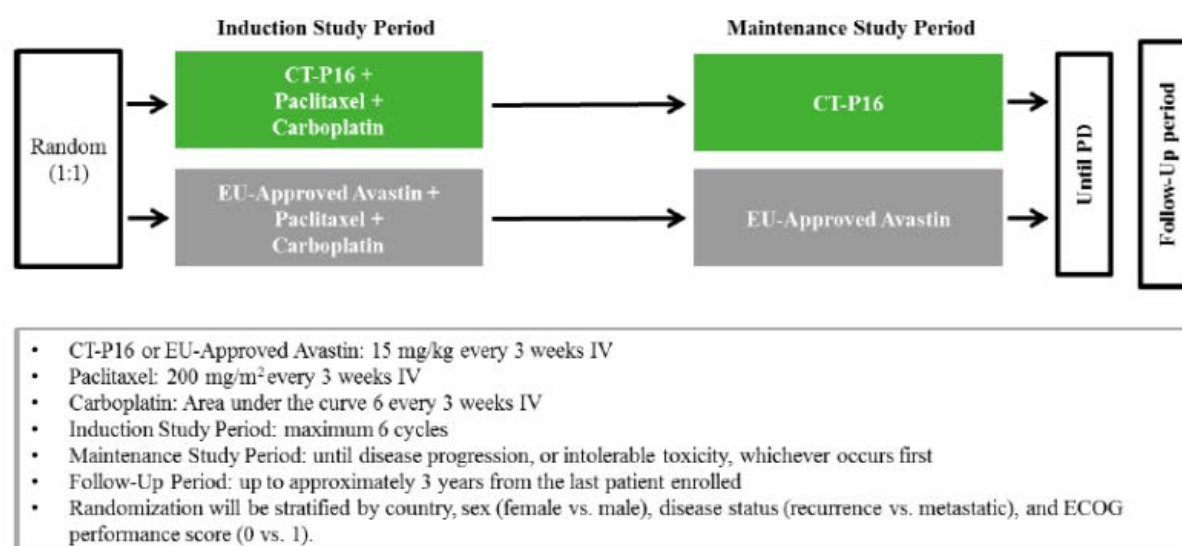 Induction Study Period
Maintenance Study Period
Random
(1:1)
CT-P16 +
Paclitaxel +
Carboplatin
CT-P16
EU-Approved Avastin +
Paclitaxel +
Carboplatin
EU-Approved Avastin
Until PD
Follow-Up period
• CT-P16 or EU-Approved Avastin: 15 mg/kg every 3 weeks IV
• Paclitaxel: 200 mg/m² every 3 weeks IV
• Carboplatin: Area under the curve 6 every 3 weeks IV
• Induction Study Period: maximum 6 cycles
• Maintenance Study Period: until disease progression, or intolerable toxicity, whichever occurs first
• Follow-Up Period: up to approximately 3 years from the last patient enrolled
• Randomization will be stratified by country, sex (female vs. male), disease status (recurrence vs. metastatic), and ECOG
performance score (0 vs. 1).